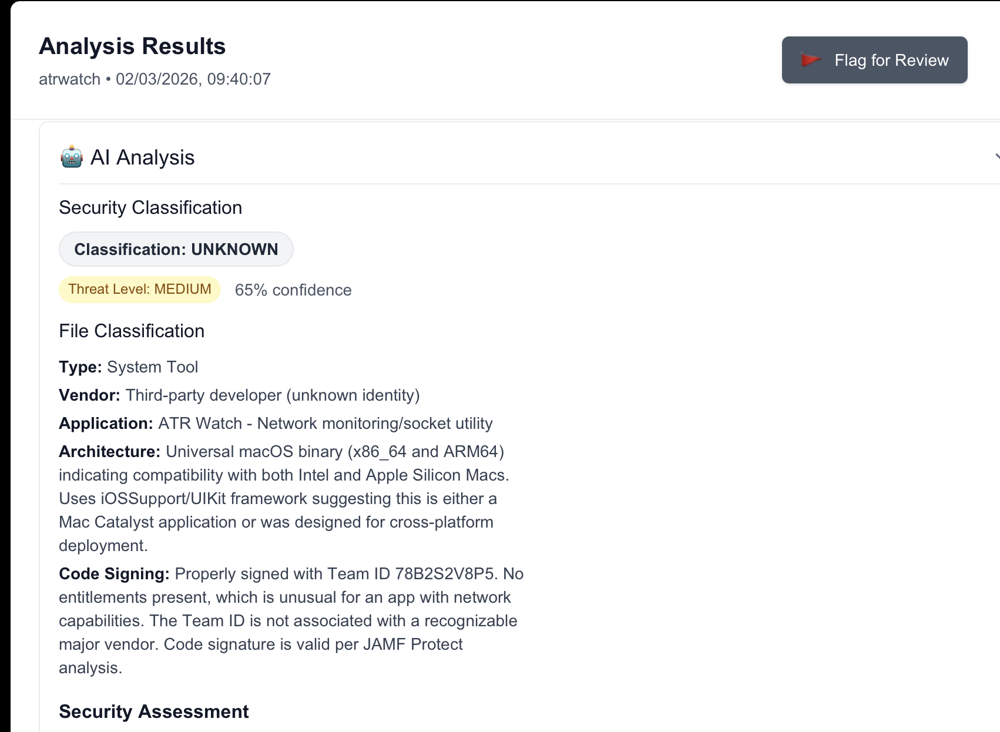 Analysis Results
atrwatch • 02/03/2026, 09:40:07
Flag for Review
AI Analysis
Security Classification
Classification: UNKNOWN
Threat Level: MEDIUM 65% confidence
File Classification
Type: System Tool
Vendor: Third-party developer (unknown identity)
Application: ATR Watch - Network monitoring/socket utility
Architecture: Universal macOS binary (x86_64 and ARM64)
indicating compatibility with both Intel and Apple Silicon Macs.
Uses iOSSupport/UIKit framework suggesting this is either a
Mac Catalyst application or was designed for cross-platform
deployment.
Code Signing: Properly signed with Team ID 78B2S2V8P5. No
entitlements present, which is unusual for an app with network
capabilities. The Team ID is not associated with a recognizable
major vendor. Code signature is valid per JAMF Protect
analysis.
Security Assessment